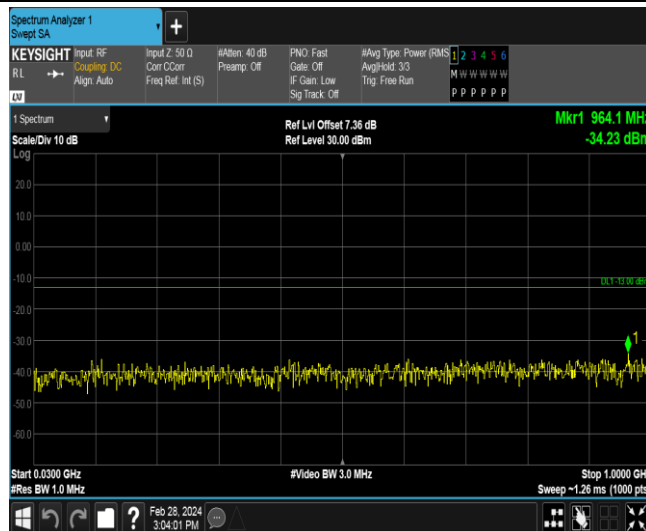 Spectrum Analyzer 1
Swept SA
KEYSIGHT
RL
Input: RF
Coupling: DC
Align: Auto
Input Z: 50 Ω
Corr CCorr
Freq Ref: Int (S)
#Atten: 40 dB
Preamp: Off
PNO: Fast
Gate: Off
IF Gain: Low
Sig Track: Off
#Avg Type: Power (RMS
Avg|Hold: 3/3
Trig: Free Run
1 2 3 4 5 6
M W W W W W
P P P P P P
1 Spectrum
Scale/Div 10 dB
Log
Ref Lvl Offset 7.36 dB
Ref Level 30.00 dBm
Mkr1 964.1 MHz
-34.23 dBm
20.0
10.0
0.00
-10.0
DL1 -13.00 dBm
-20.0
-30.0
1
-40.0
-50.0
-60.0
Start 0.0300 GHz
#Res BW 1.0 MHz
#Video BW 3.0 MHz
Stop 1.0000 GH
Sweep ~1.26 ms (1000 pts
?
Feb 28, 2024
3:04:01 PM